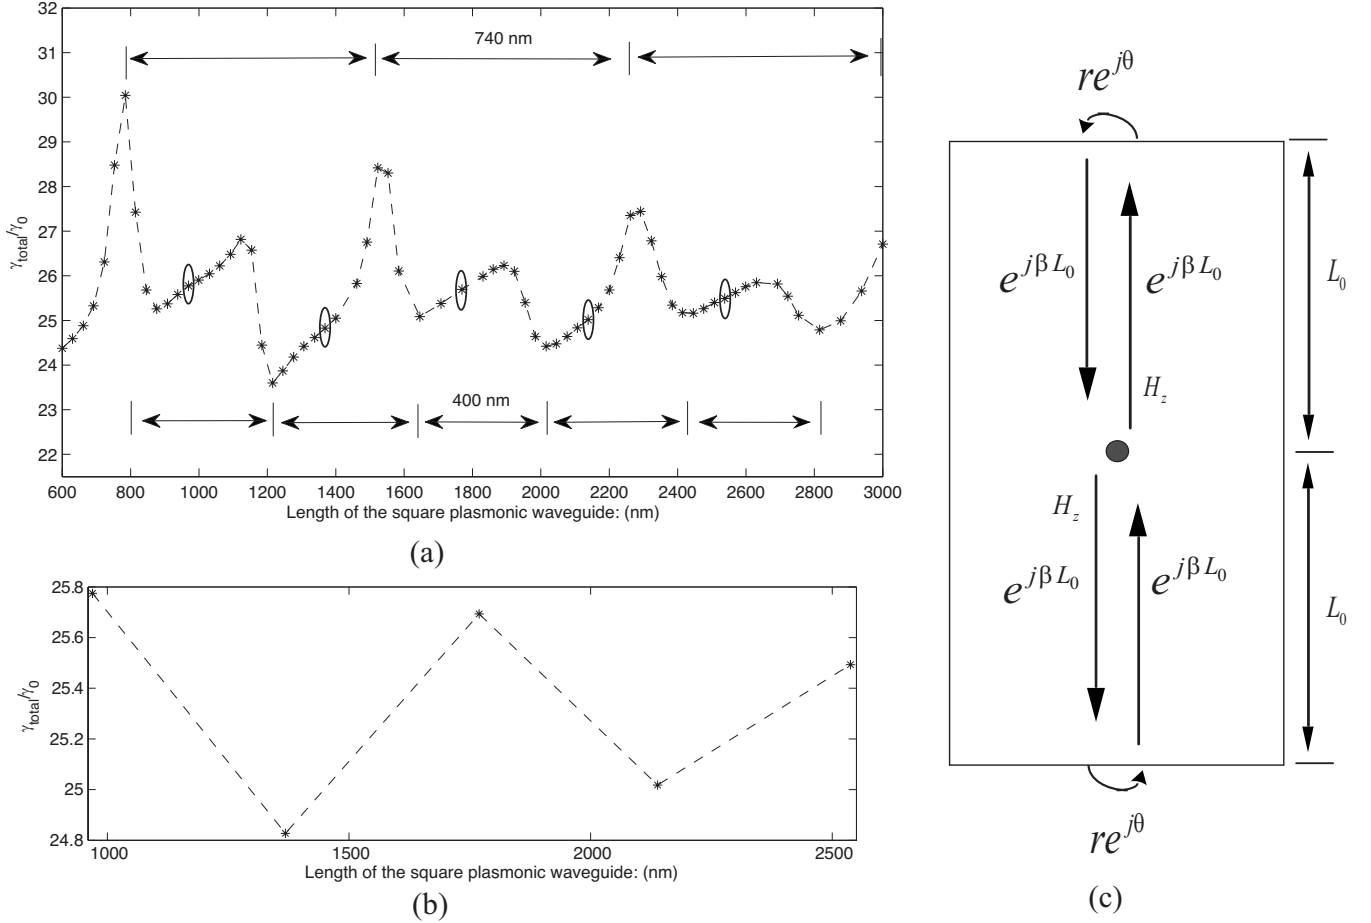 32
31
30
29
28
27
26
25
24
23
22
γtotal/γ0
740 nm
400 nm
600 800 1000 1200 1400 1600 1800 2000 2200 2400 2600 2800 3000
Length of the square plasmonic waveguide: (nm)
(a)
25.8
25.6
25.4
25.2
25
24.8
γtotal/γ0
1000 1500 2000 2500
Length of the square plasmonic waveguide: (nm)
(b)
re^{jθ}
e^{jβL₀} e^{jβL₀}
L₀
H_z
H_z
e^{jβL₀} e^{jβL₀}
L₀
re^{jθ}
(c)